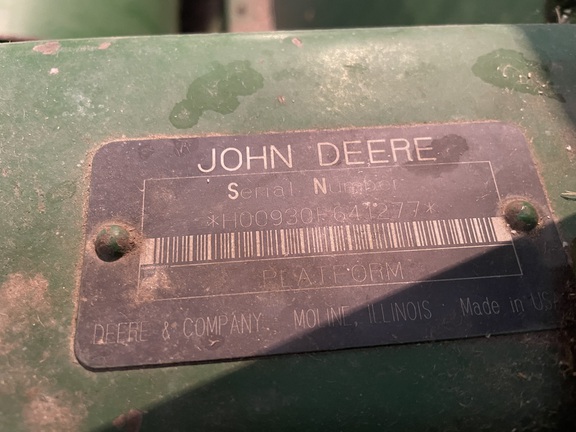 JOHN DEERE
Serial Number
*H00930F641277*
PLATFORM
DEERE & COMPANY, MOLINE, ILLINOIS Made in USA